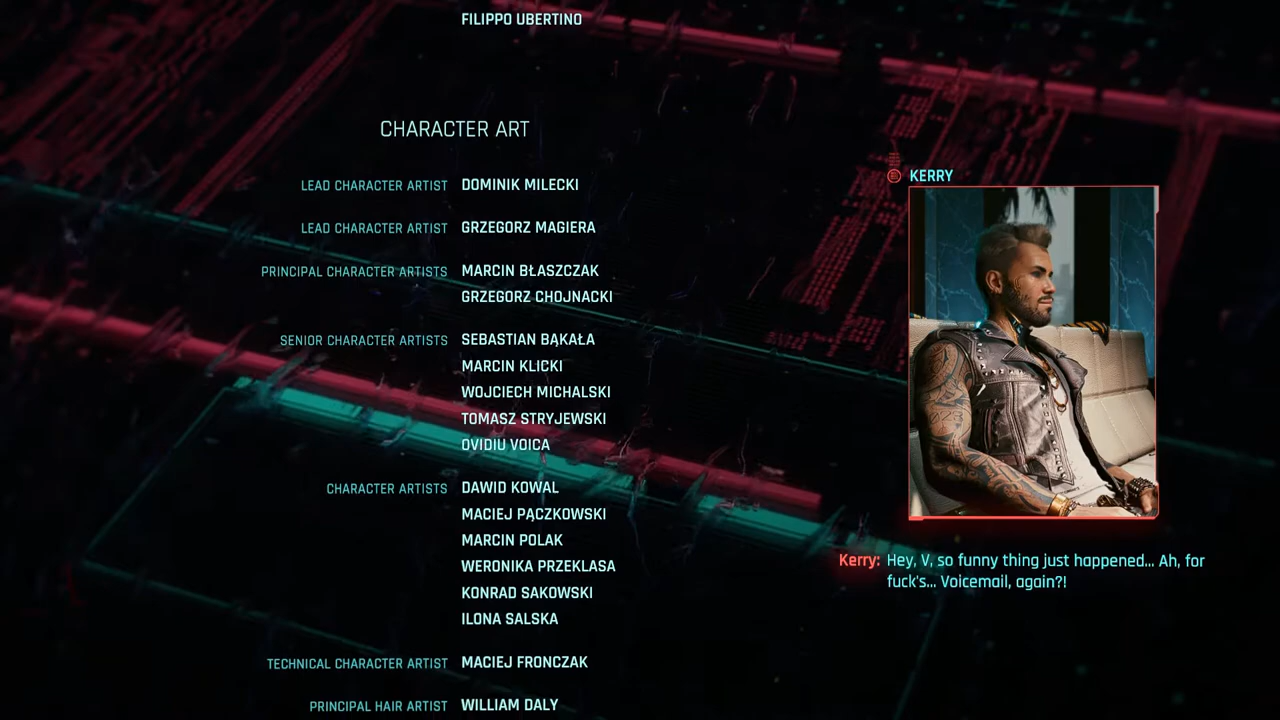 FILIPPO UBERTINO
CHARACTER ART
LEAD CHARACTER ARTIST DOMINIK MILECKI
LEAD CHARACTER ARTIST GRZEGORZ MAGIERA
PRINCIPAL CHARACTER ARTISTS MARCIN BŁASZCZAK
GRZEGORZ CHOJNACKI
SENIOR CHARACTER ARTISTS SEBASTIAN BĄKAŁA
MARCIN KLICKI
WOJCIECH MICHALSKI
TOMASZ STRYJEWSKI
OVIDIU VOICA
CHARACTER ARTISTS DAWID KOWAL
MACIEJ PĄCZKOWSKI
MARCIN POLAK
WERONIKA PRZEKLASA
KONRAD SAKOWSKI
ILONA SALSKA
TECHNICAL CHARACTER ARTIST MACIEJ FRONCZAK
PRINCIPAL HAIR ARTIST WILLIAM DALY
KERRY
Kerry: Hey, V, so funny thing just happened... Ah, for
fuck's... Voicemail, again?!